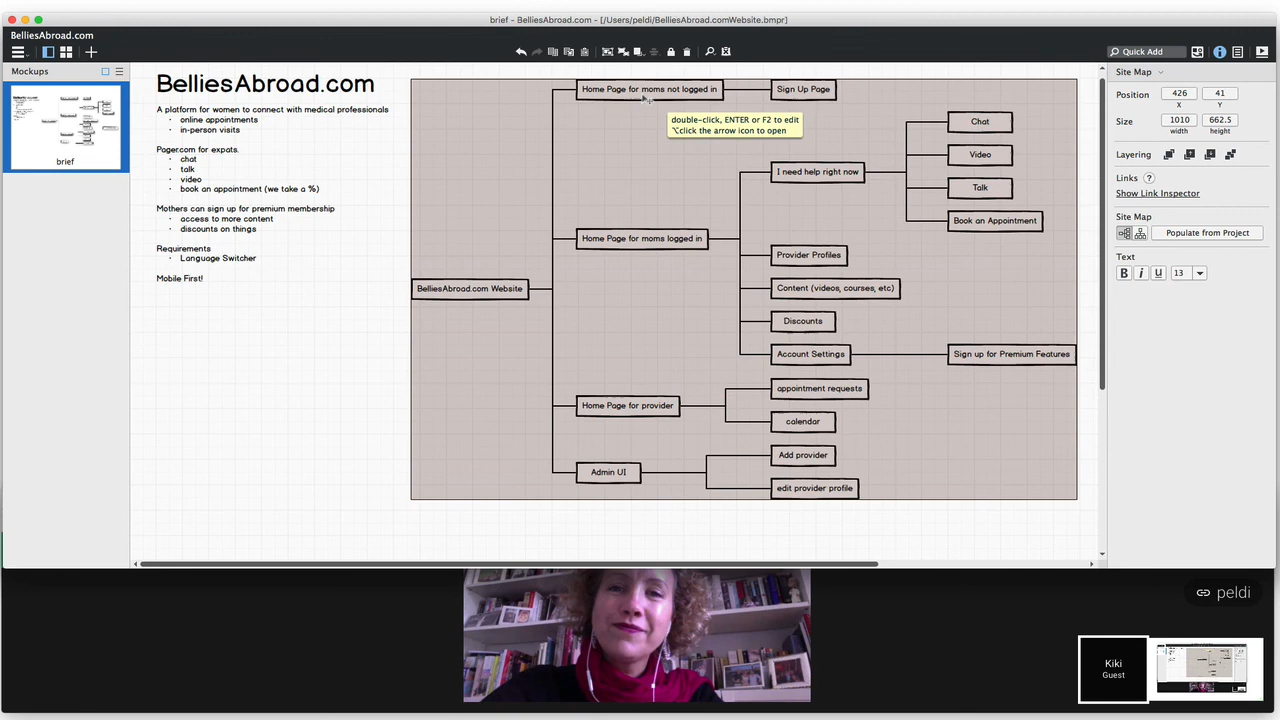 brief - BelliesAbroad.com - [/Users/peldi/BelliesAbroad.comWebsite.bmpr]
BelliesAbroad.com
Quick Add
Mockups
brief
BelliesAbroad.com
A platform for women to connect with medical professionals
• online appointments
• in-person visits
Pager.com for expats.
• chat
• talk
• video
• book an appointment (we take a %)
Mothers can sign up for premium membership
• access to more content
• discounts on things
Requirements
• Language Switcher
Mobile First!
Home Page for moms not logged in
Sign Up Page
double-click, ENTER or F2 to edit
⌥click the arrow icon to open
Chat
Video
I need help right now
Talk
Book an Appointment
Home Page for moms logged in
Provider Profiles
BelliesAbroad.com Website
Content (videos, courses, etc)
Discounts
Account Settings
Sign up for Premium Features
appointment requests
Home Page for provider
calendar
Add provider
Admin UI
edit provider profile
Site Map
Position
426
41
X
Y
Size
1010
662.5
width
height
Layering
Links ?
Show Link Inspector
Site Map
Populate from Project
Text
B i U 13
peldi
Kiki
Guest